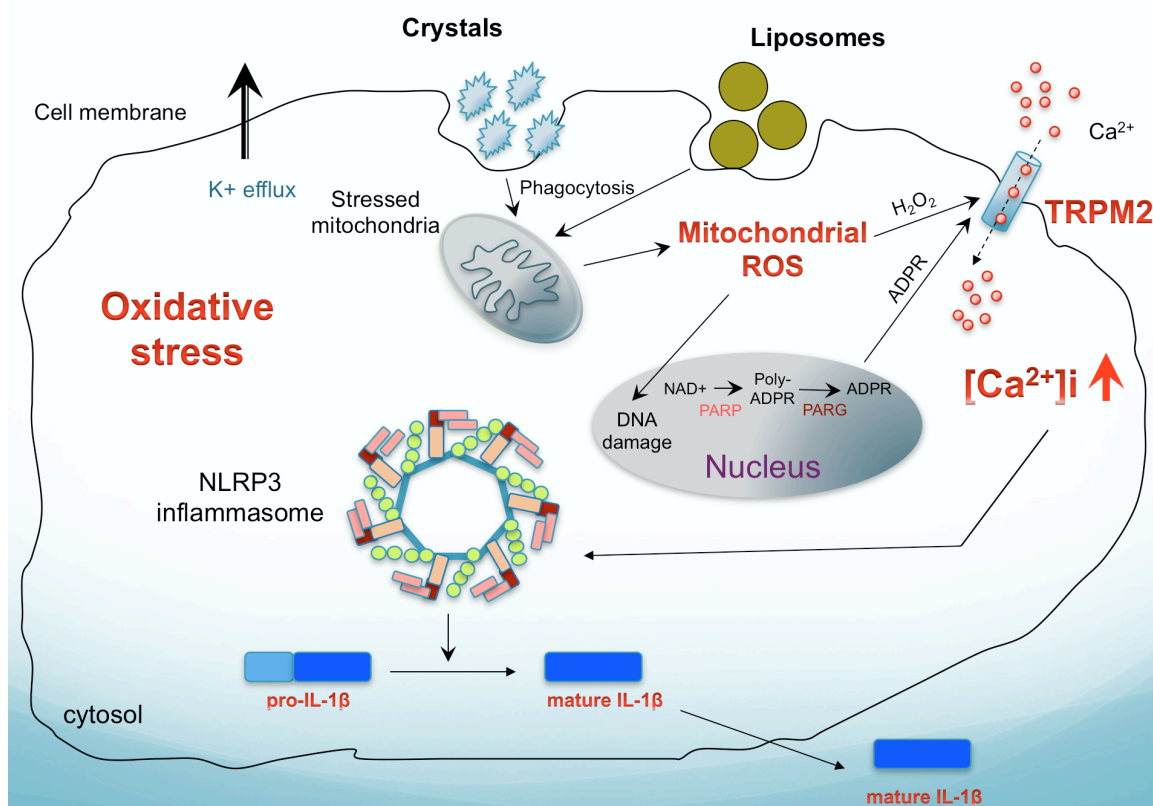 Crystals
Liposomes
Cell membrane
Ca²⁺
K+ efflux
Phagocytosis
Stressed
mitochondria
H₂O₂
TRPM2
Mitochondrial
ROS
ADPR
Oxidative
stress
[Ca²⁺]i
NAD+
Poly-
ADPR
ADPR
PARP
PARG
DNA
damage
Nucleus
NLRP3
inflammasome
pro-IL-1β
mature IL-1β
cytosol
mature IL-1β